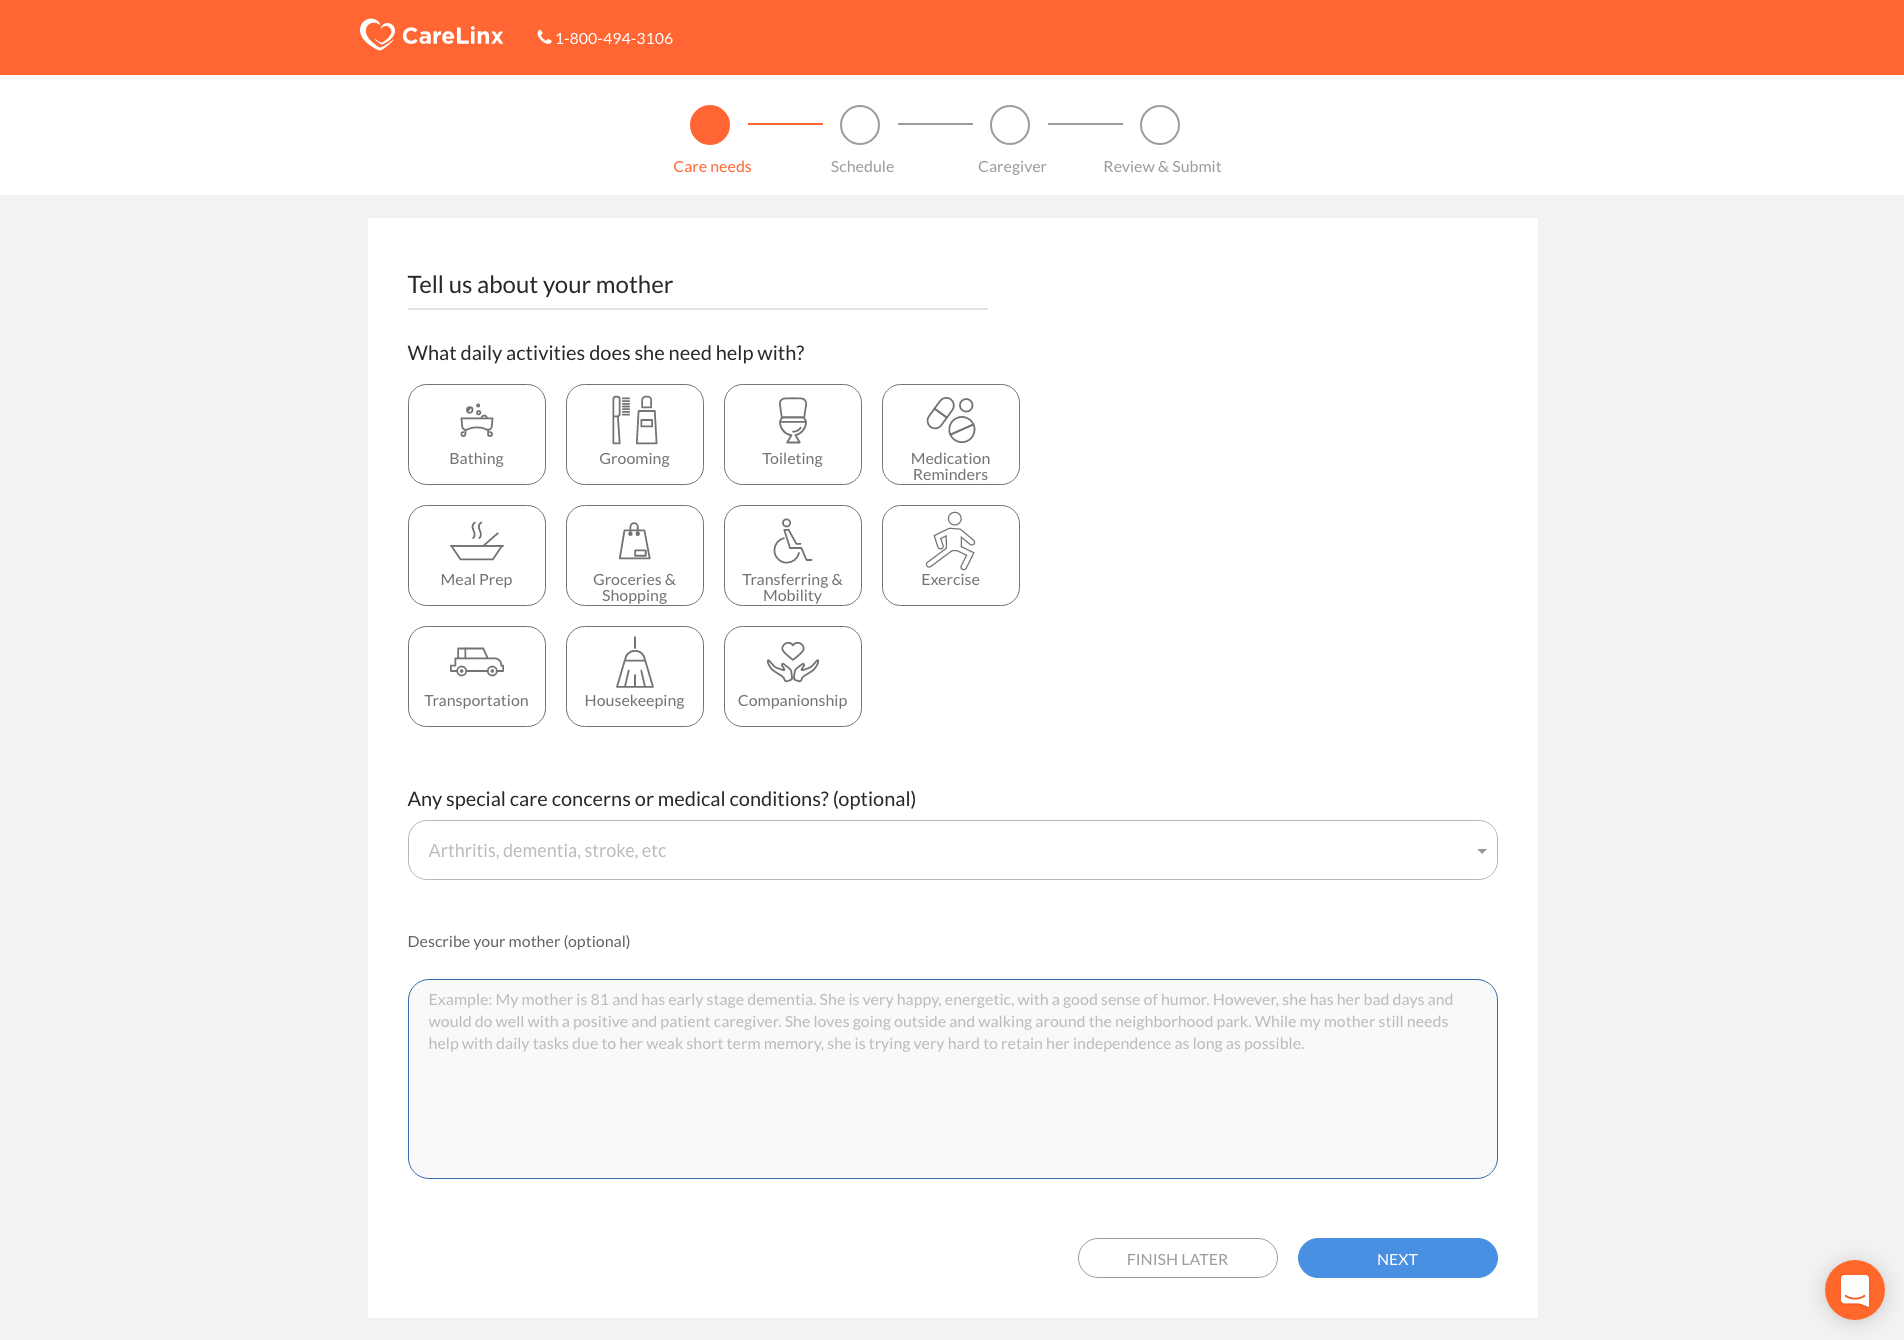 CareLinx
1-800-494-3106
Care needs
Schedule
Caregiver
Review & Submit
Tell us about your mother
What daily activities does she need help with?
Bathing
Grooming
Toileting
Medication
Reminders
Meal Prep
Groceries &
Shopping
Transferring &
Mobility
Exercise
Transportation
Housekeeping
Companionship
Any special care concerns or medical conditions? (optional)
Arthritis, dementia, stroke, etc
Describe your mother (optional)
Example: My mother is 81 and has early stage dementia. She is very happy, energetic, with a good sense of humor. However, she has her bad days and
would do well with a positive and patient caregiver. She loves going outside and walking around the neighborhood park. While my mother still needs
help with daily tasks due to her weak short term memory, she is trying very hard to retain her independence as long as possible.
FINISH LATER
NEXT